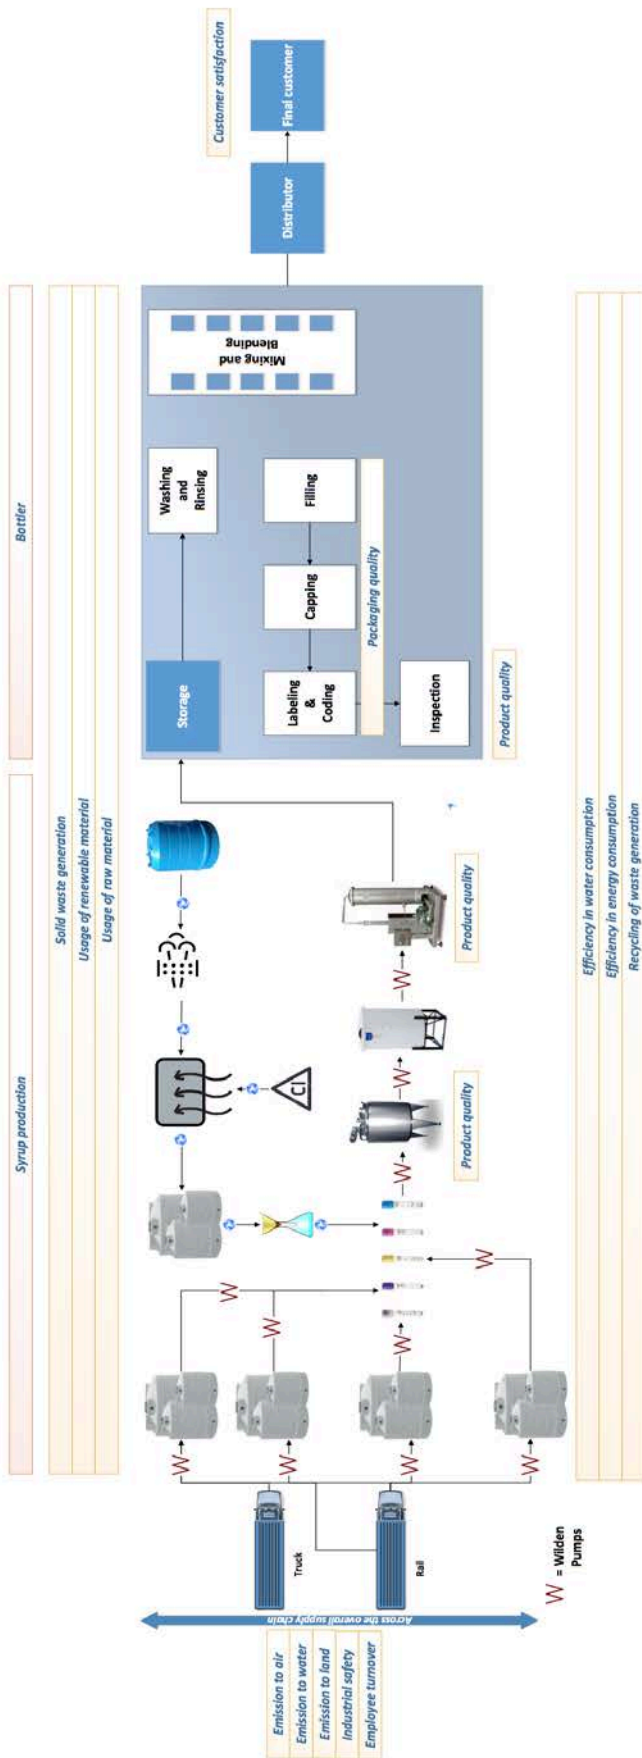 Syrup production
Bottler
Solid waste generation
Usage of renewable material
Usage of raw material
Customer satisfaction
Emission to air
Emission to water
Emission to land
Industrial safety
Employee turnover
Across the overall supply chain
Truck
Rail
Cl
Product quality
Product quality
Storage
Washing
and
Rinsing
Mixing and
Blending
Filling
Capping
Labeling
&
Coding
Packaging quality
Inspection
Product quality
Distributor
Final customer
W = Wilden
Pumps
W
W
W
W
W
W
W
W
W
W
W
Efficiency in water consumption
Efficiency in energy consumption
Recycling of waste generation